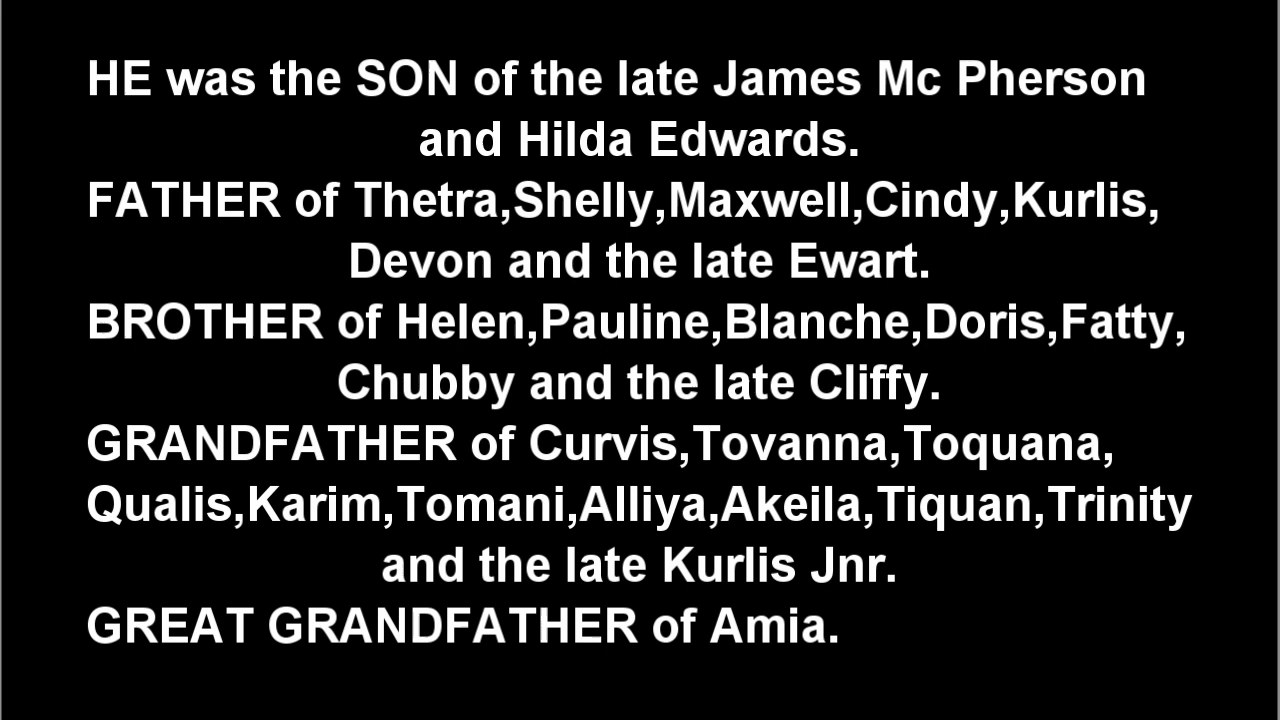 HE was the SON of the late James Mc Pherson
and Hilda Edwards.
FATHER of Thetra,Shelly,Maxwell,Cindy,Kurlis,
Devon and the late Ewart.
BROTHER of Helen,Pauline,Blanche,Doris,Fatty,
Chubby and the late Cliffy.
GRANDFATHER of Curvis,Tovanna,Toquana,
Qualis,Karim,Tomani,Alliya,Akeila,Tiquan,Trinity
and the late Kurlis Jnr.
GREAT GRANDFATHER of Amia.